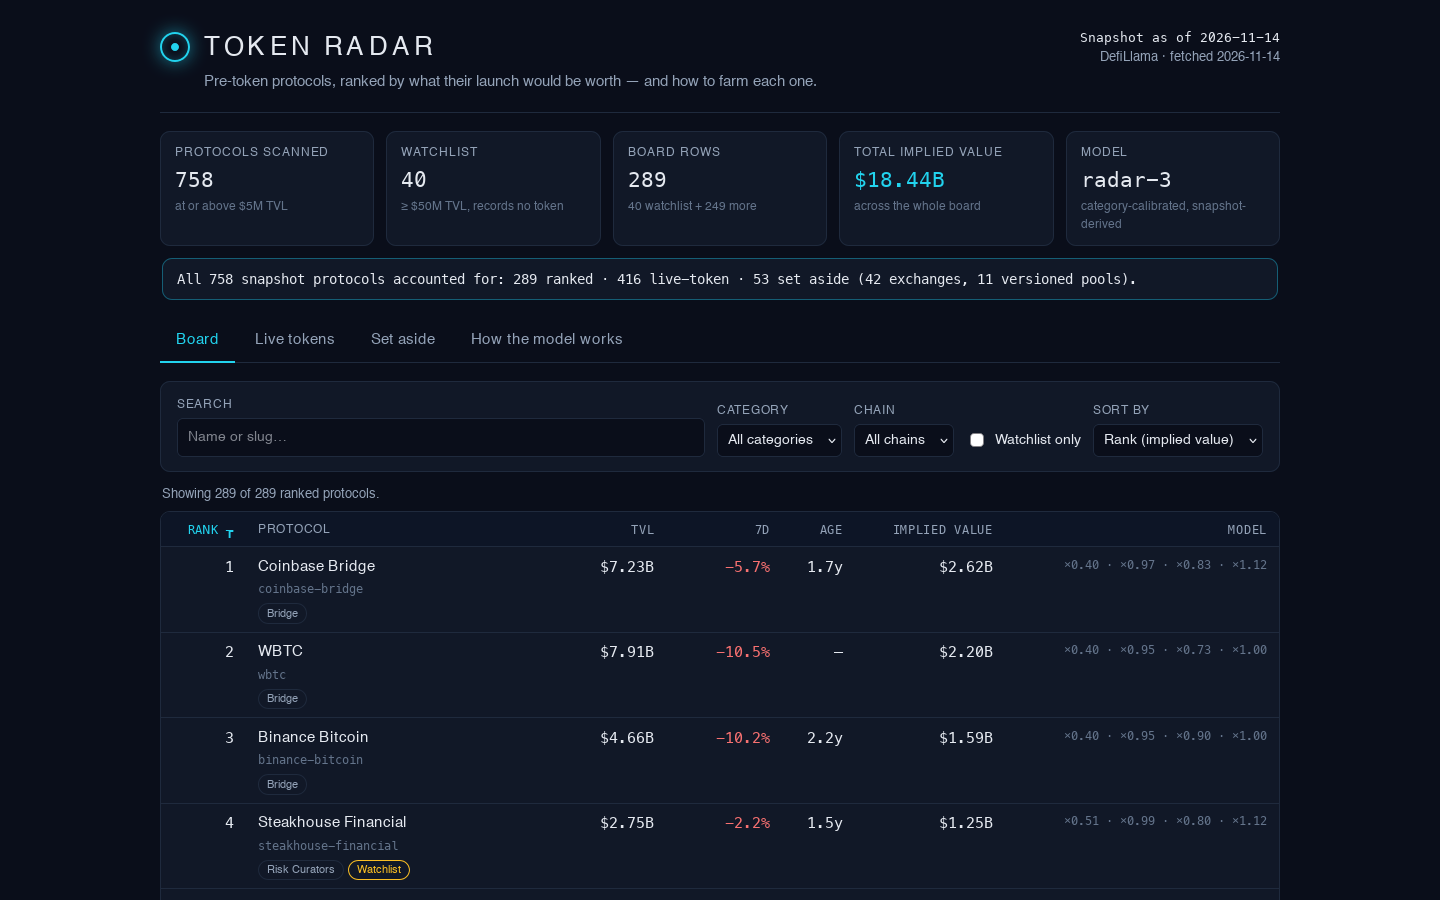 TOKEN RADAR
Pre-token protocols, ranked by what their launch would be worth — and how to farm each one.
Snapshot as of 2026-11-14
DefiLlama · fetched 2026-11-14
PROTOCOLS SCANNED
758
at or above $5M TVL
WATCHLIST
40
≥ $50M TVL, records no token
BOARD ROWS
289
40 watchlist + 249 more
TOTAL IMPLIED VALUE
$18.44B
across the whole board
MODEL
radar-3
category-calibrated, snapshot-
derived
All 758 snapshot protocols accounted for: 289 ranked · 416 live-token · 53 set aside (42 exchanges, 11 versioned pools).
Board Live tokens Set aside How the model works
SEARCH
Name or slug…
CATEGORY
All categories
CHAIN
All chains
Watchlist only
SORT BY
Rank (implied value)
Showing 289 of 289 ranked protocols.
RANK PROTOCOL TVL 7D AGE IMPLIED VALUE MODEL
1 Coinbase Bridge $7.23B -5.7% 1.7y $2.62B ×0.40 · ×0.97 · ×0.83 · ×1.12
coinbase-bridge
Bridge
2 WBTC $7.91B -10.5% — $2.20B ×0.40 · ×0.95 · ×0.73 · ×1.00
wbtc
Bridge
3 Binance Bitcoin $4.66B -10.2% 2.2y $1.59B ×0.40 · ×0.95 · ×0.90 · ×1.00
binance-bitcoin
Bridge
4 Steakhouse Financial $2.75B -2.2% 1.5y $1.25B ×0.51 · ×0.99 · ×0.80 · ×1.12
steakhouse-financial
Risk Curators Watchlist